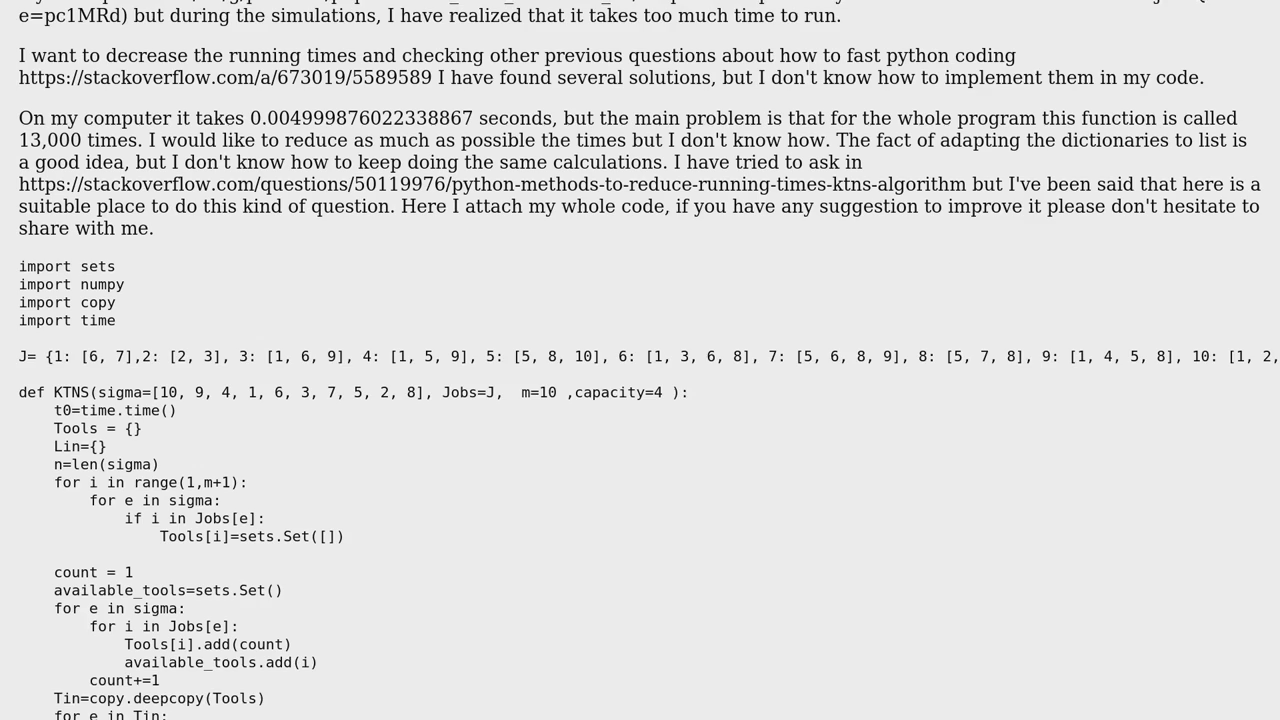 e=pc1MRd) but during the simulations, I have realized that it takes too much time to run.
I want to decrease the running times and checking other previous questions about how to fast python coding
https://stackoverflow.com/a/673019/5589589 I have found several solutions, but I don't know how to implement them in my code.
On my computer it takes 0.004999876022338867 seconds, but the main problem is that for the whole program this function is called
13,000 times. I would like to reduce as much as possible the times but I don't know how. The fact of adapting the dictionaries to list is
a good idea, but I don't know how to keep doing the same calculations. I have tried to ask in
https://stackoverflow.com/questions/50119976/python-methods-to-reduce-running-times-ktns-algorithm but I've been said that here is a
suitable place to do this kind of question. Here I attach my whole code, if you have any suggestion to improve it please don't hesitate to
share with me.
import sets
import numpy
import copy
import time
J= {1: [6, 7],2: [2, 3], 3: [1, 6, 9], 4: [1, 5, 9], 5: [5, 8, 10], 6: [1, 3, 6, 8], 7: [5, 6, 8, 9], 8: [5, 7, 8], 9: [1, 4, 5, 8], 10: [1, 2,
def KTNS(sigma=[10, 9, 4, 1, 6, 3, 7, 5, 2, 8], Jobs=J,  m=10 ,capacity=4 ):
    t0=time.time()
    Tools = {}
    Lin={}
    n=len(sigma)
    for i in range(1,m+1):
        for e in sigma:
            if i in Jobs[e]:
                Tools[i]=sets.Set([])
    count = 1
    available_tools=sets.Set()
    for e in sigma:
        for i in Jobs[e]:
            Tools[i].add(count)
            available_tools.add(i)
        count+=1
    Tin=copy.deepcopy(Tools)
    for e in Tin: